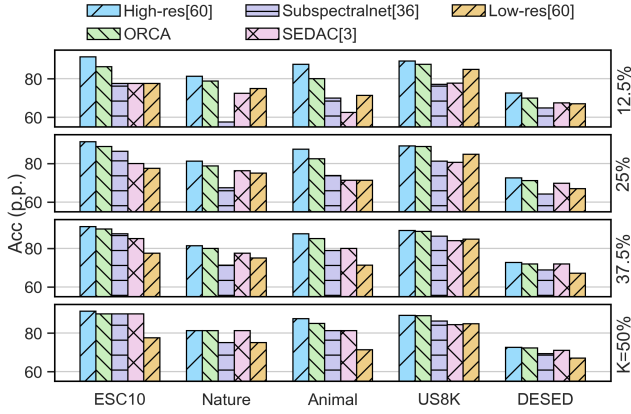 High-res[60] Subspectralnet[36] Low-res[60]
ORCA SEDAC[3]
80
60
12.5%
80
60
25%
80
60
37.5%
80
60
K=50%
Acc (p.p.)
ESC10 Nature Animal US8K DESED